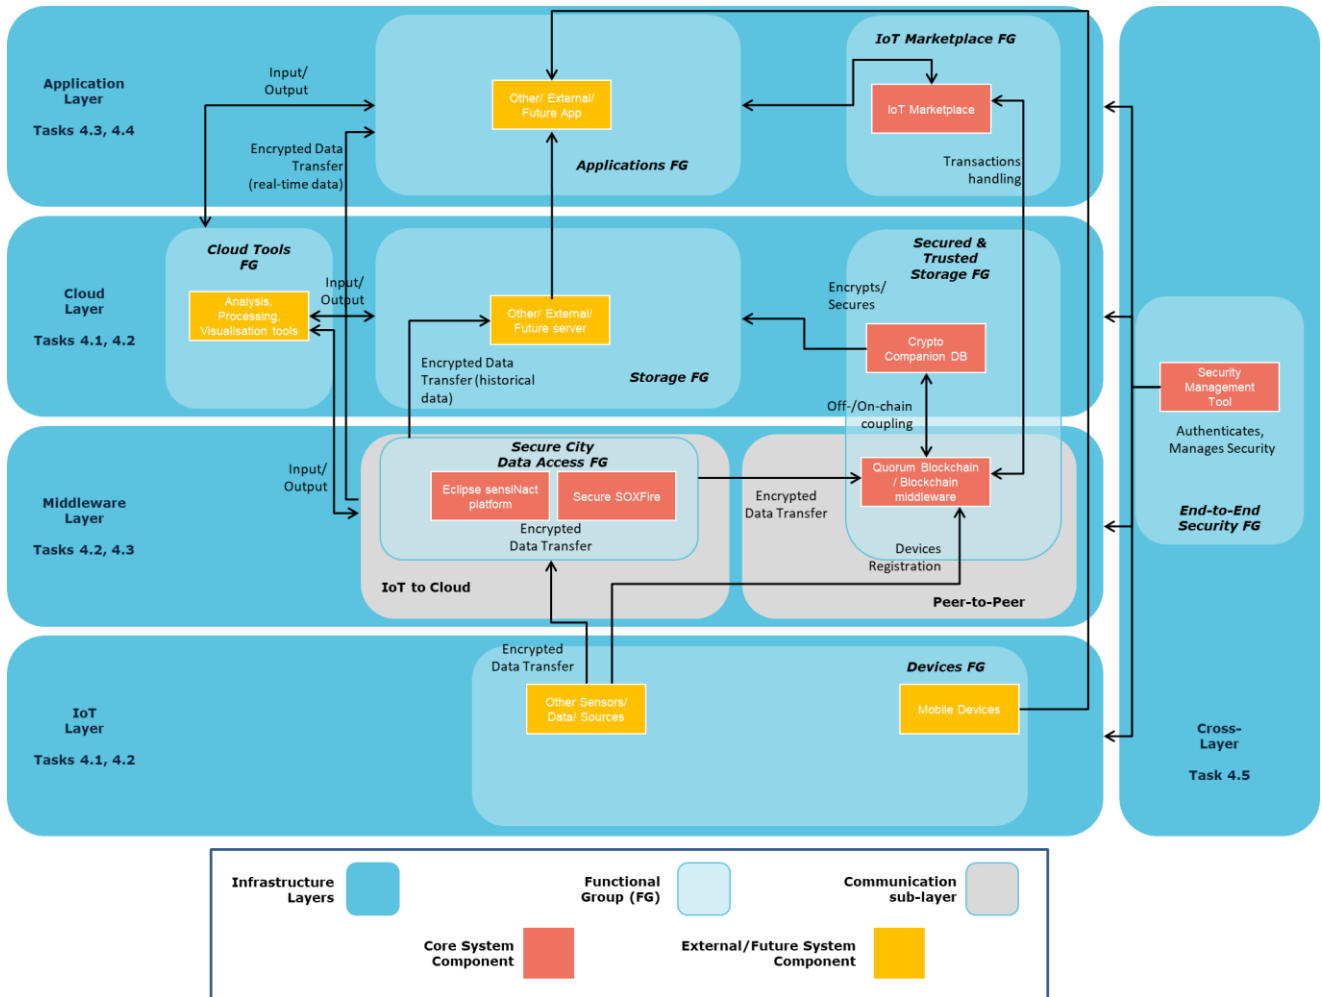 Application
Layer
Tasks 4.3, 4.4
Input/
Output
Encrypted Data
Transfer
(real-time data)
Other/ External/
Future App
Applications FG
IoT Marketplace FG
IoT Marketplace
Transactions
handling
Cloud
Layer
Tasks 4.1, 4.2
Cloud Tools
FG
Analysis,
Processing,
Visualisation tools
Input/
Output
Other/ External/
Future server
Encrypted Data
Transfer (historical
data)
Storage FG
Secured &
Trusted
Storage FG
Encrypts/
Secures
Crypto
Companion DB
Off-/On-chain
coupling
Middleware
Layer
Tasks 4.2, 4.3
Input/
Output
Secure City
Data Access FG
Eclipse sensiNact
platform
Secure SOXFire
Encrypted
Data Transfer
IoT to Cloud
Encrypted
Data Transfer
Quorum Blockchain
/ Blockchain
middleware
Devices
Registration
Peer-to-Peer
IoT
Layer
Tasks 4.1, 4.2
Encrypted
Data Transfer
Other Sensors/
Data/ Sources
Devices FG
Mobile Devices
Security
Management
Tool
Authenticates,
Manages Security
End-to-End
Security FG
Cross-
Layer
Task 4.5
Infrastructure
Layers
Functional
Group (FG)
Communication
sub-layer
Core System
Component
External/Future System
Component